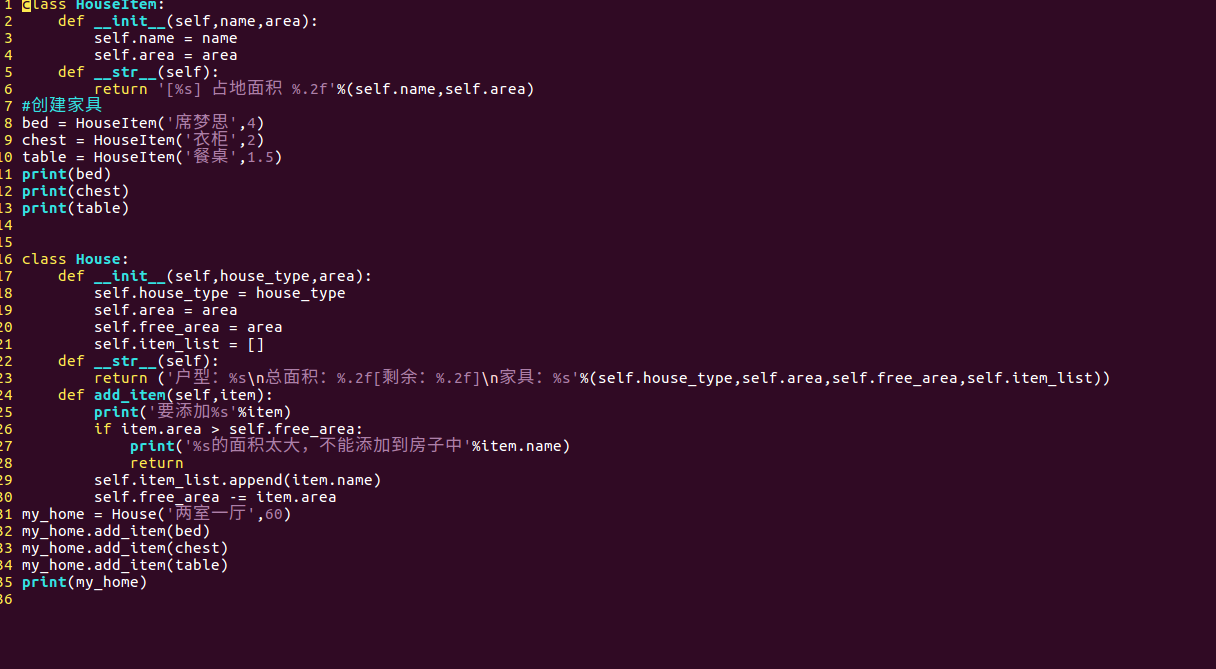 1 class HouseItem:
2     def __init__(self,name,area):
3         self.name = name
4         self.area = area
5     def __str__(self):
6         return '[%s] 占地面积 %.2f'%(self.name,self.area)
7 #创建家具
8 bed = HouseItem('席梦思',4)
9 chest = HouseItem('衣柜',2)
10 table = HouseItem('餐桌',1.5)
11 print(bed)
12 print(chest)
13 print(table)
14
15
16 class House:
17     def __init__(self,house_type,area):
18         self.house_type = house_type
19         self.area = area
20         self.free_area = area
21         self.item_list = []
22     def __str__(self):
23         return ('户型：%s\n总面积：%.2f[剩余：%.2f]\n家具：%s'%(self.house_type,self.area,self.free_area,self.item_list))
24     def add_item(self,item):
25         print('要添加%s'%item)
26         if item.area > self.free_area:
27             print('%s的面积太大，不能添加到房子中'%item.name)
28             return
29         self.item_list.append(item.name)
30         self.free_area -= item.area
31 my_home = House('两室一厅',60)
32 my_home.add_item(bed)
33 my_home.add_item(chest)
34 my_home.add_item(table)
35 print(my_home)
36